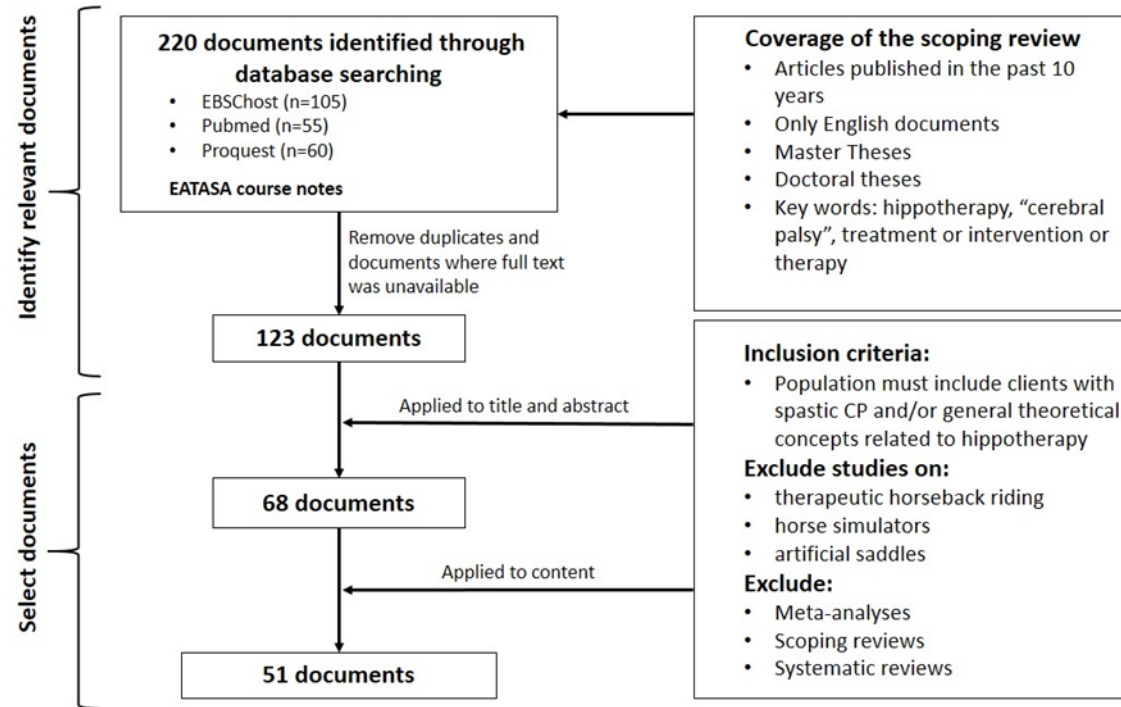 Identify relevant documents
220 documents identified through
database searching
• EBSChost (n=105)
• Pubmed (n=55)
• Proquest (n=60)
EATASA course notes
Coverage of the scoping review
• Articles published in the past 10
years
• Only English documents
• Master Theses
• Doctoral theses
• Key words: hippotherapy, “cerebral
palsy”, treatment or intervention or
therapy
Remove duplicates and
documents where full text
was unavailable
123 documents
Select documents
Applied to title and abstract
68 documents
Applied to content
51 documents
Inclusion criteria:
• Population must include clients with
spastic CP and/or general theoretical
concepts related to hippotherapy
Exclude studies on:
• therapeutic horseback riding
• horse simulators
• artificial saddles
Exclude:
• Meta-analyses
• Scoping reviews
• Systematic reviews